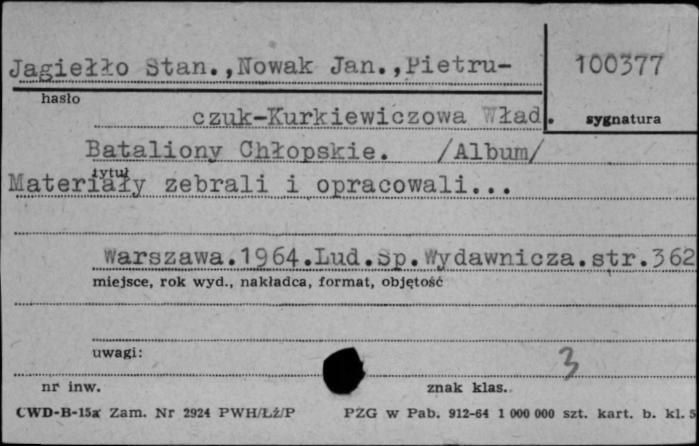 Jagiełło Stan.,Nowak Jan.,Pietru-
100377
hasło
czuk-Kurkiewiczowa Wład.
sygnatura
Bataliony Chłopskie. /Album/
tytuł
Materiały zebrali i opracowali...
Warszawa.1964.Lud.Sp.Wydawnicza.str.362
miejsce, rok wyd., nakładca, format, objętość
uwagi:
3
nr inw.
znak klas.
CWD-B-15a Zam. Nr 2924 PWH/Łź/P PZG w Pab. 912-64 1 000 000 szt. kart. b. kl. 5